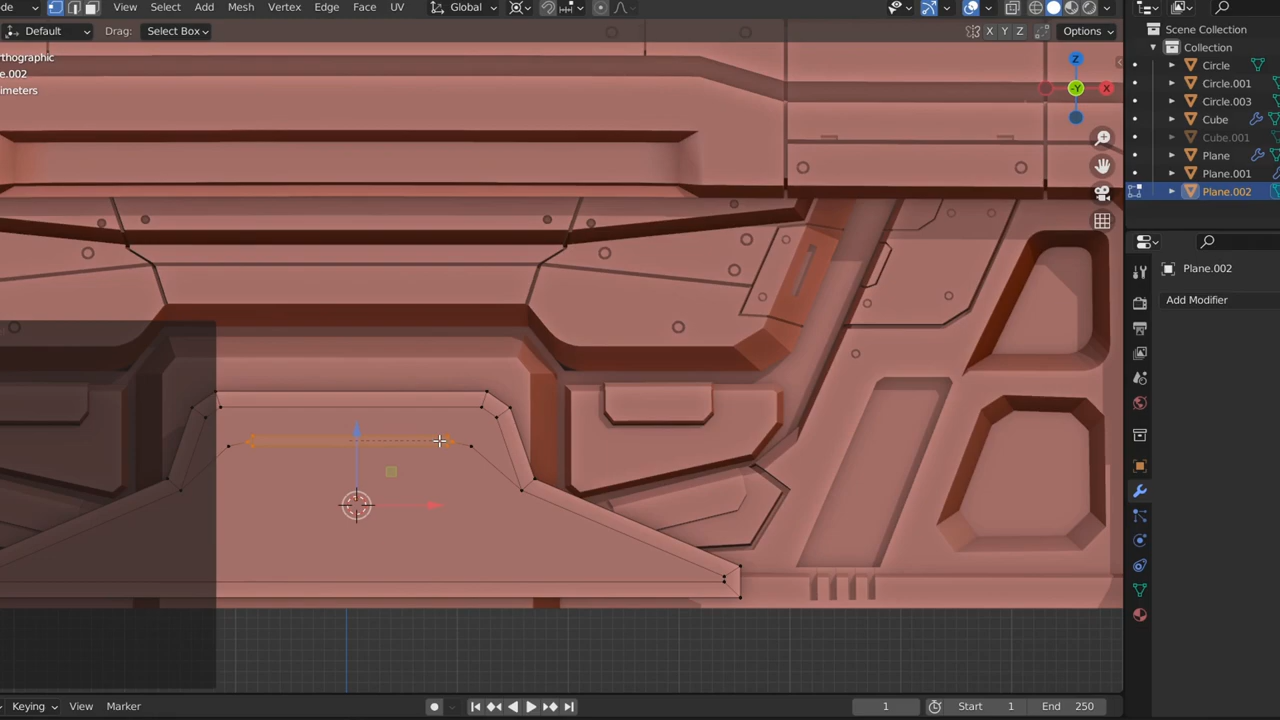 de View Select Add Mesh Vertex Edge Face UV Global
Default Drag: Select Box X Y Z Options
rthographic
e.002
imeters
Z
-Y X
Scene Collection
Collection
Circle
Circle.001
Circle.003
Cube
Cube.001
Plane
Plane.001
Plane.002
Plane.002
Add Modifier
Keying View Marker 1 Start 1 End 250